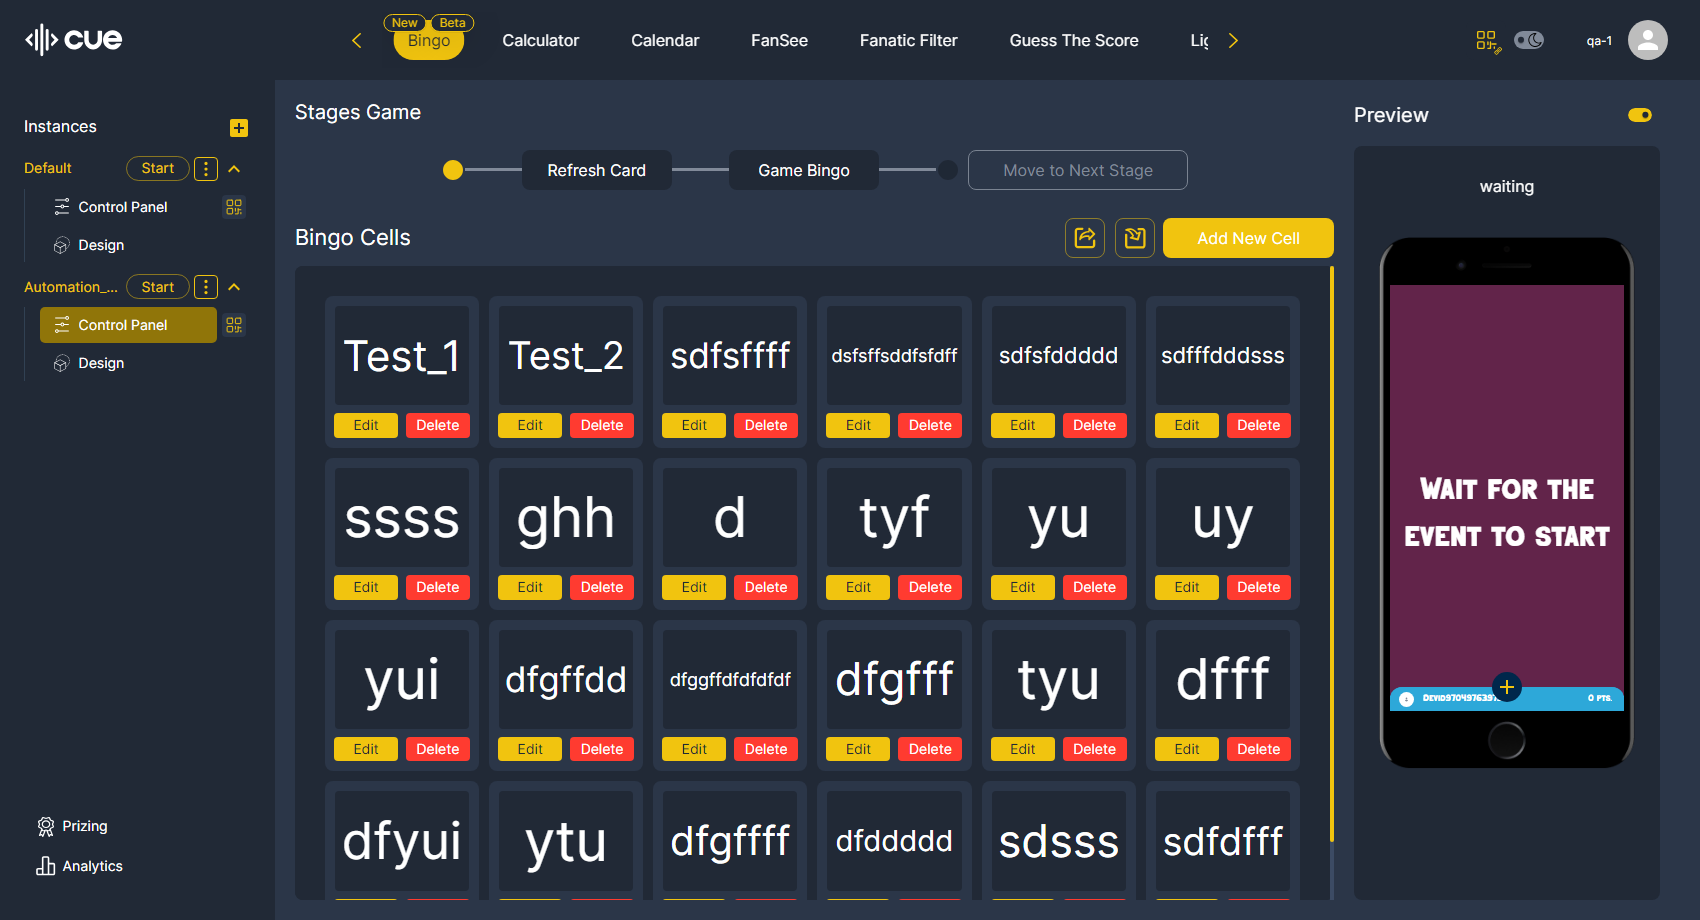 cue
New Beta
Bingo Calculator Calendar FanSee Fanatic Filter Guess The Score
qa-1
Instances
Default Start
Control Panel
Design
Automation_... Start
Control Panel
Design
Prizing
Analytics
Stages Game
Refresh Card Game Bingo Move to Next Stage
Bingo Cells
Add New Cell
Test_1 Test_2 sdfsffff dsfsffsddfsfdff sdfsfddddd sdfffdddsss
Edit Delete Edit Delete Edit Delete Edit Delete Edit Delete Edit Delete
ssss ghh d tyf yu uy
Edit Delete Edit Delete Edit Delete Edit Delete Edit Delete Edit Delete
yui dfgffdd dfggffdfdfdfdf dfgfff tyu dfff
Edit Delete Edit Delete Edit Delete Edit Delete Edit Delete Edit Delete
dfyui ytu dfgffff dfddddd sdsss sdfdfff
Preview
waiting
WAIT FOR THE
EVENT TO START
0 PTS.